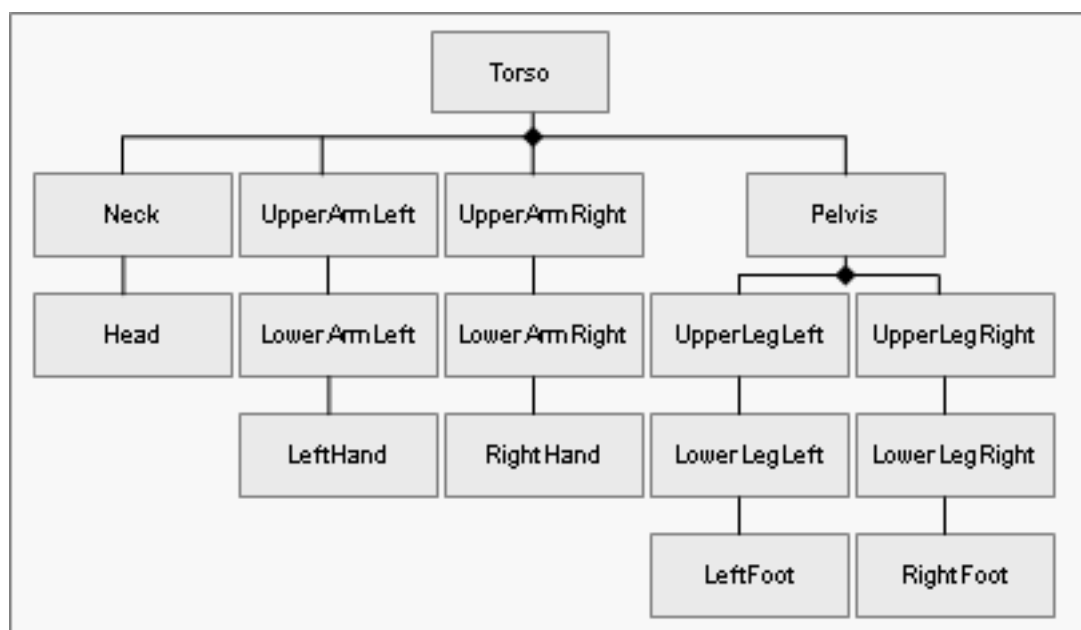 Torso
Neck
UpperArmLeft
UpperArmRight
Pelvis
Head
LowerArmLeft
LowerArmRight
UpperLegLeft
UpperLegRight
LeftHand
RightHand
LowerLegLeft
LowerLegRight
LeftFoot
RightFoot